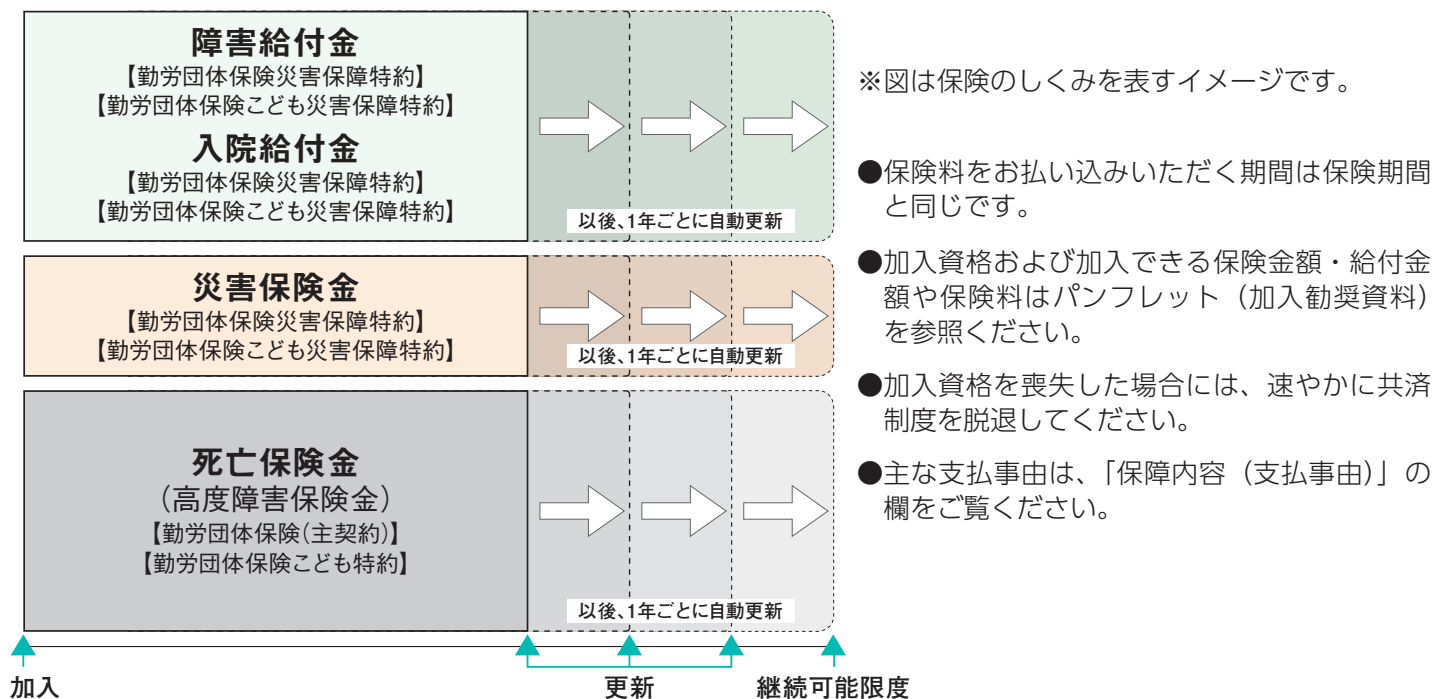 障害給付金
【勤労団体保険災害保障特約】
【勤労団体保険こども災害保障特約】
入院給付金
【勤労団体保険災害保障特約】
【勤労団体保険こども災害保障特約】
以後、1年ごとに自動更新
災害保険金
【勤労団体保険災害保障特約】
【勤労団体保険こども災害保障特約】
以後、1年ごとに自動更新
死亡保険金
（高度障害保険金）
【勤労団体保険（主契約）】
【勤労団体保険こども特約】
以後、1年ごとに自動更新
加入
更新
継続可能限度
※図は保険のしくみを表すイメージです。
●保険料をお払い込みいただく期間は保険期間
と同じです。
●加入資格および加入できる保険金額・給付金
額や保険料はパンフレット（加入勧奨資料）
を参照ください。
●加入資格を喪失した場合には、速やかに共済
制度を脱退してください。
●主な支払事由は、「保障内容（支払事由）」の
欄をご覧ください。